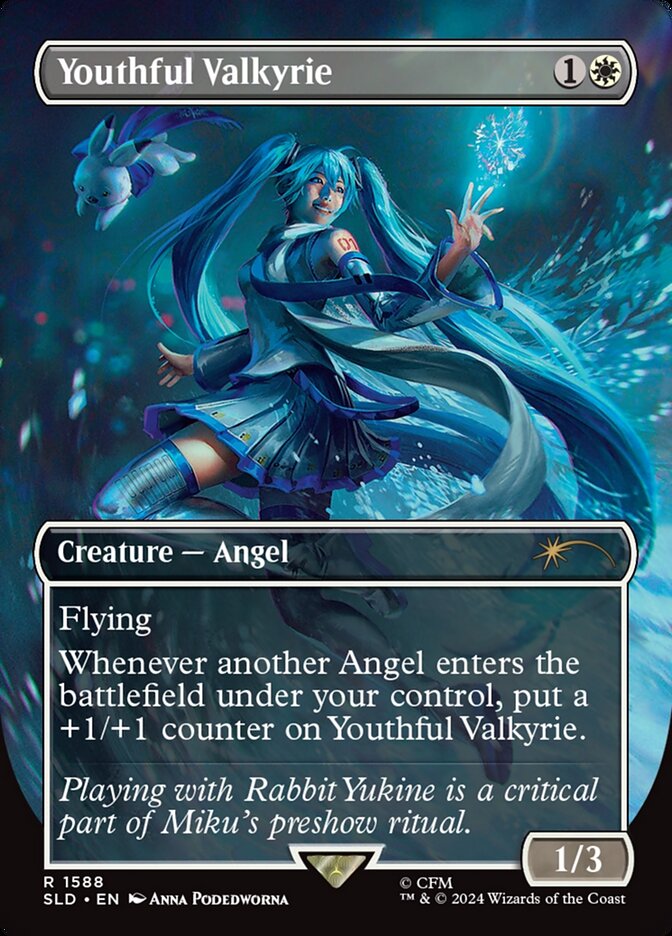 Youthful Valkyrie 1
01
Creature — Angel
Flying
Whenever another Angel enters the
battlefield under your control, put a
+1/+1 counter on Youthful Valkyrie.
Playing with Rabbit Yukine is a critical
part of Miku's preshow ritual.
1/3
R 1588
SLD • EN Anna Podedworna
© CFM
™ & © 2024 Wizards of the Coast